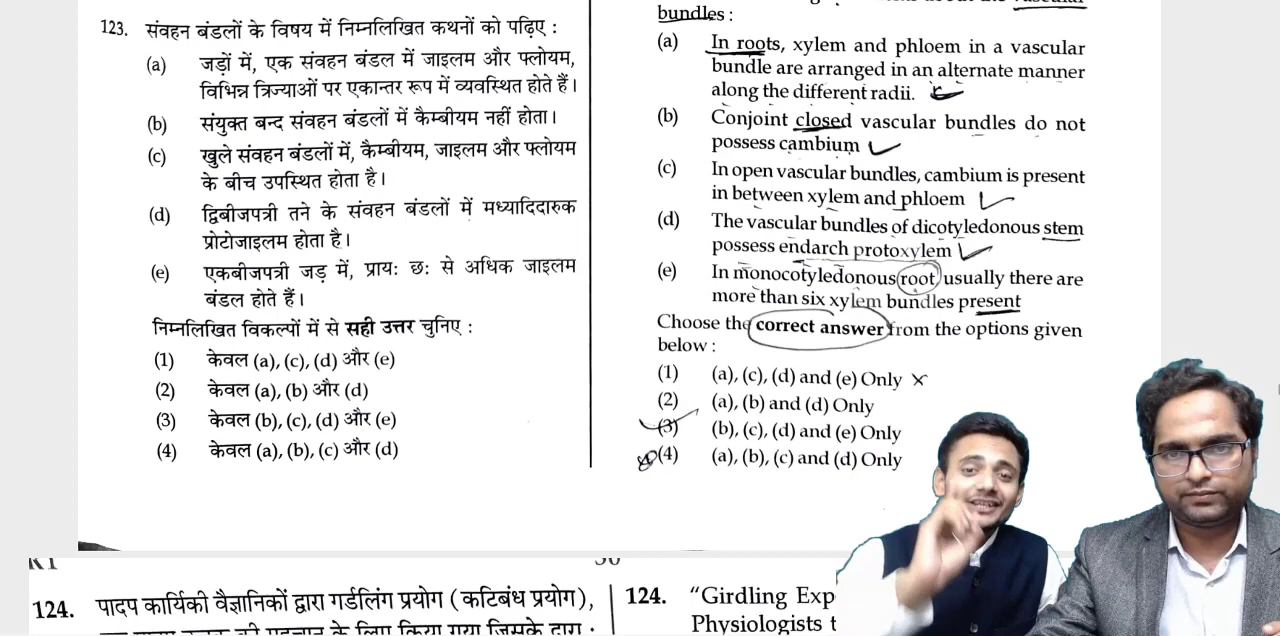 123. संवहन बंडलों के विषय में निम्नलिखित कथनों को पढ़िए :
(a) जड़ों में, एक संवहन बंडल में जाइलम और फ्लोयम,
विभिन्न त्रिज्याओं पर एकान्तर रूप में व्यवस्थित होते हैं।
(b) संयुक्त बन्द संवहन बंडलों में कैम्बीयम नहीं होता।
(c) खुले संवहन बंडलों में, कैम्बीयम, जाइलम और फ्लोयम
के बीच उपस्थित होता है।
(d) द्विबीजपत्री तने के संवहन बंडलों में मध्यादिदारुक
प्रोटोजाइलम होता है।
(e) एकबीजपत्री जड़ में, प्रायः छः से अधिक जाइलम
बंडल होते हैं।
निम्नलिखित विकल्पों में से सही उत्तर चुनिए :
(1) केवल (a), (c), (d) और (e)
(2) केवल (a), (b) और (d)
(3) केवल (b), (c), (d) और (e)
(4) केवल (a), (b), (c) और (d)
bundles :
(a) In roots, xylem and phloem in a vascular
bundle are arranged in an alternate manner
along the different radii.
(b) Conjoint closed vascular bundles do not
possess cambium
(c) In open vascular bundles, cambium is present
in between xylem and phloem
(d) The vascular bundles of dicotyledonous stem
possess endarch protoxylem
(e) In monocotyledonous root usually there are
more than six xylem bundles present
Choose the correct answer from the options given
below :
(1) (a), (c), (d) and (e) Only
(2) (a), (b) and (d) Only
(3) (b), (c), (d) and (e) Only
(4) (a), (b), (c) and (d) Only
124. पादप कार्यिकी वैज्ञानिकों द्वारा गर्डलिंग प्रयोग (कटिबंध प्रयोग),
के लिए किया गया जिसके द्वारा :
124. "Girdling Exp
Physiologists t